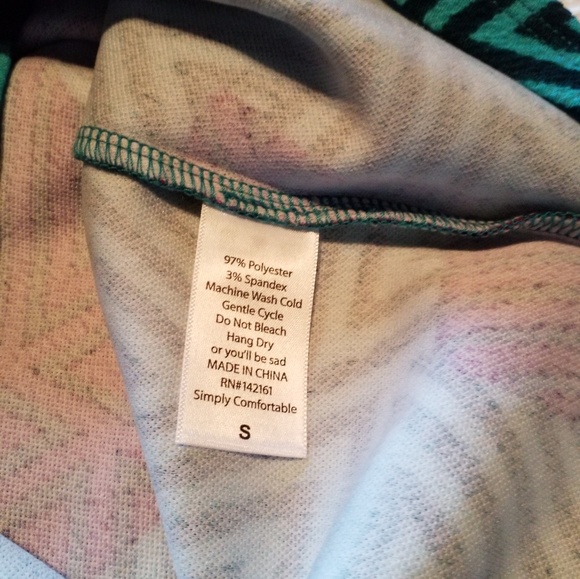 97% Polyester
3% Spandex
Machine Wash Cold
Gentle Cycle
Do Not Bleach
Hang Dry
or you'll be sad
MADE IN CHINA
RN#142161
Simply Comfortable
S